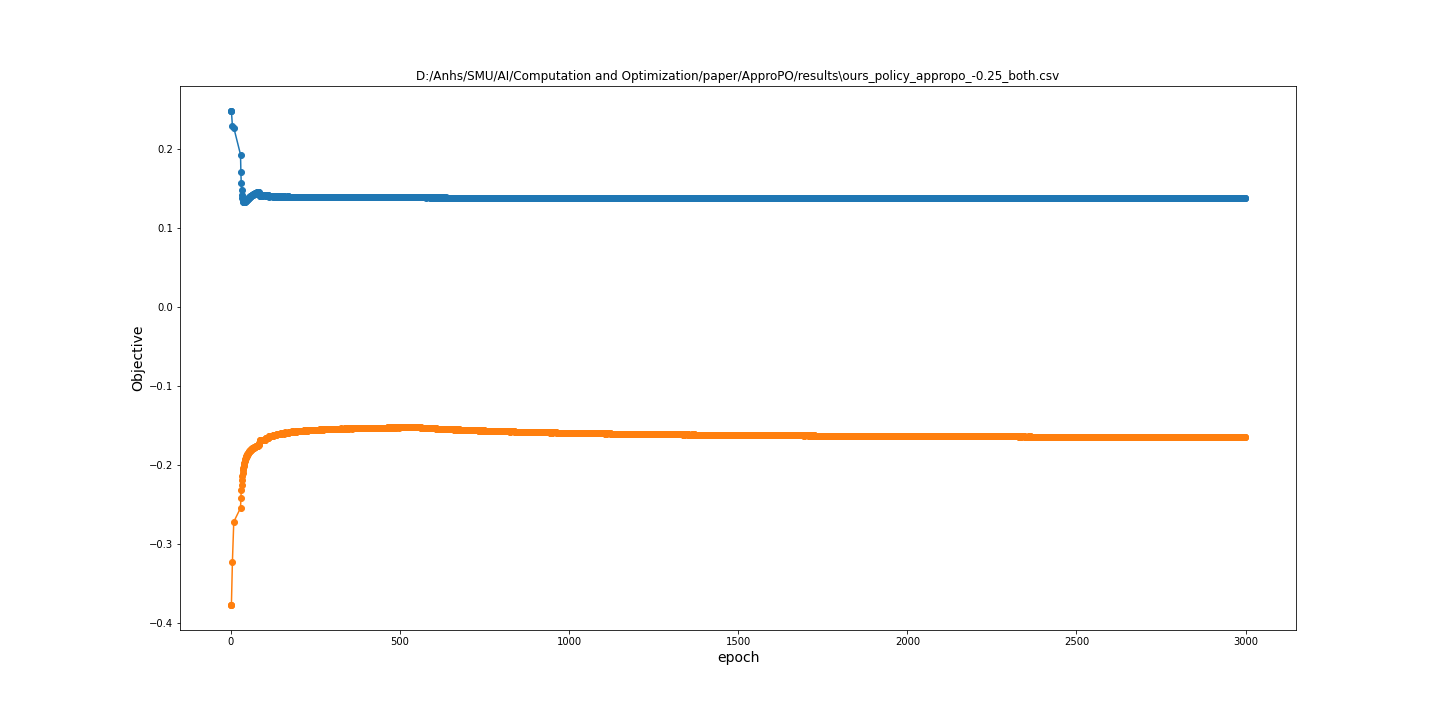 D:/Anhs/SMU/AI/Computation and Optimization/paper/ApproPO/results\ours_policy_appropo_-0.25_both.csv
0.2
0.1
0.0
−0.1
−0.2
−0.3
−0.4
Objective
0 500 1000 1500 2000 2500 3000
epoch